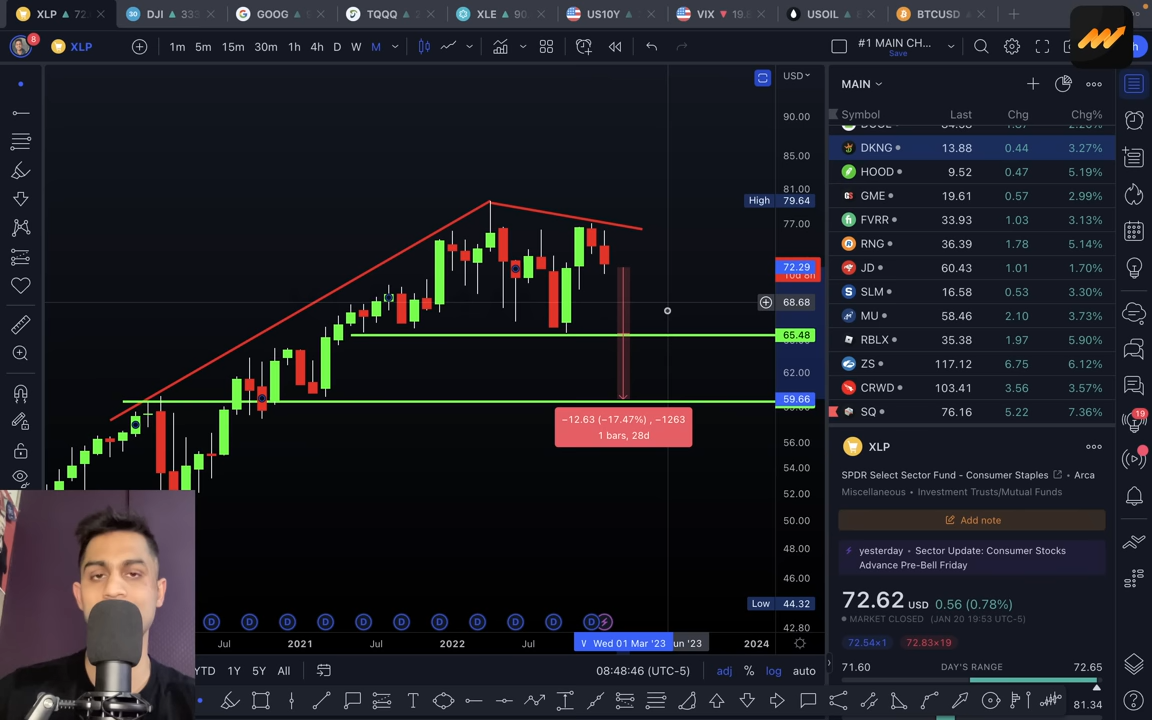 XLP ▲ 72.
DJI ▲ 333
GOOG ▲
TQQQ ▲
XLE ▲ 90.
US10Y ▲
VIX ▼ 19.
USOIL ▲
BTCUSD
8
XLP
1m 5m 15m 30m 1h 4h D W M
#1 MAIN CH...
Save
USD
90.00
85.00
81.00
High 79.64
77.00
72.29
68.68
65.48
62.00
59.66
56.00
54.00
52.00
50.00
48.00
46.00
Low 44.32
42.80
−12.63 (−17.47%) , −1263
1 bars, 28d
D D D D D D D D D D D
Jul 2021 Jul 2022 Jul Wed 01 Mar '23 un '23 2024
YTD 1Y 5Y All
08:48:46 (UTC-5) adj % log auto
MAIN
Symbol Last Chg Chg%
DKNG 13.88 0.44 3.27%
HOOD 9.52 0.47 5.19%
GME 19.61 0.57 2.99%
FVRR 33.93 1.03 3.13%
RNG 36.39 1.78 5.14%
JD 60.43 1.01 1.70%
SLM 16.58 0.53 3.30%
MU 58.46 2.10 3.73%
RBLX 35.38 1.97 5.90%
ZS 117.12 6.75 6.12%
CRWD 103.41 3.56 3.57%
SQ 76.16 5.22 7.36%
19
XLP
SPDR Select Sector Fund - Consumer Staples • Arca
Miscellaneous • Investment Trusts/Mutual Funds
Add note
yesterday • Sector Update: Consumer Stocks
Advance Pre-Bell Friday
72.62 USD 0.56 (0.78%)
MARKET CLOSED (JAN 20 19:53 UTC-5)
72.54×1 72.83×19
71.60 DAY'S RANGE 72.65
81.34